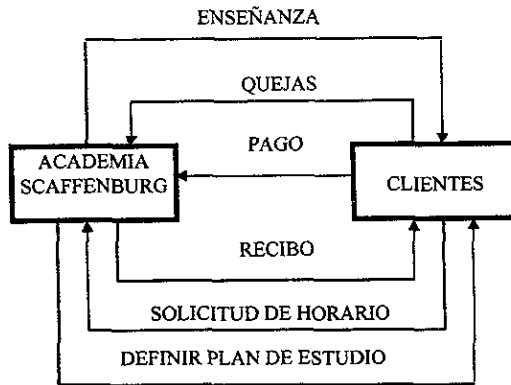 ENSEÑANZA
QUEJAS
PAGO
ACADEMIA
SCAFFENBURG
CLIENTES
RECIBO
SOLICITUD DE HORARIO
DEFINIR PLAN DE ESTUDIO